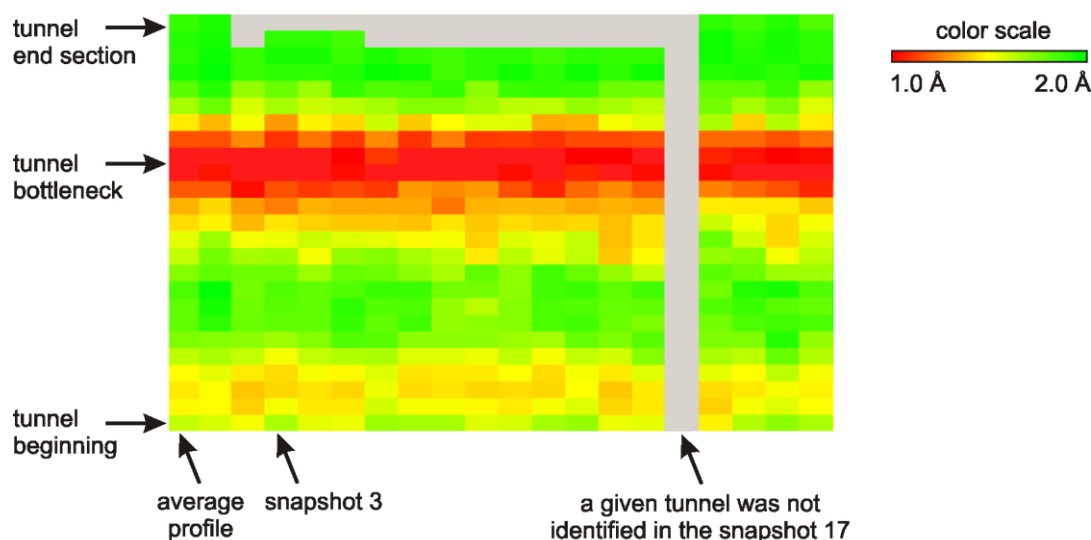 tunnel
end section
color scale
1.0 Å
2.0 Å
tunnel
bottleneck
tunnel
beginning
average
profile
snapshot 3
a given tunnel was not
identified in the snapshot 17